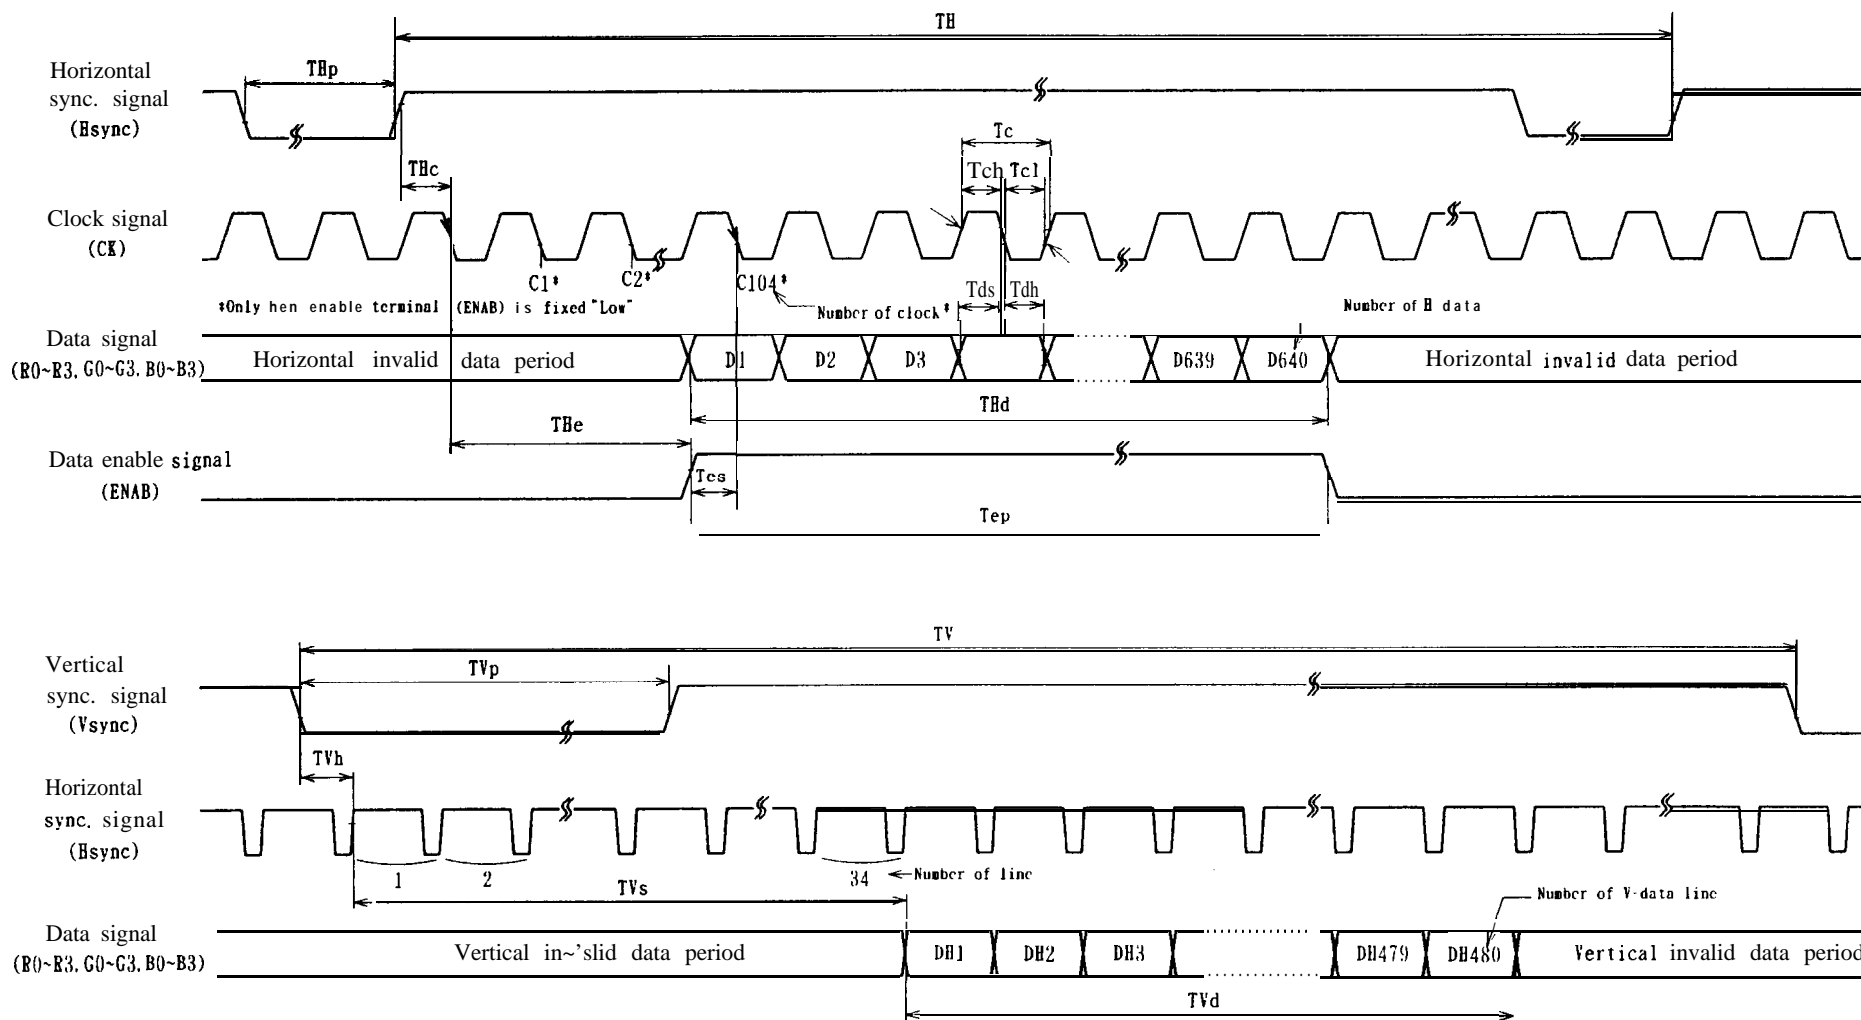 TH
THp
Horizontal
sync. signal
(Hsync)
Tc
THc
Tch Tcl
Clock signal
(CK)
C1*
C2*
C104*
*Only hen enable terminal (ENAB) is fixed "Low"
Number of clock*
Tds Tdh
Number of H data
Data signal
(R0~R3, G0~G3, B0~B3)
Horizontal invalid data period
D1
D2
D3
D639
D640
Horizontal invalid data period
THd
THe
Data enable signal
(ENAB)
Tes
Tep
TV
Vertical
sync. signal
(Vsync)
TVp
TVh
Horizontal
sync. signal
(Hsync)
1
2
34
Number of line
TVs
Number of V-data line
Data signal
(R0~R3, G0~G3, B0~B3)
Vertical in~'slid data period
DH1
DH2
DH3
DH479
DH480
Vertical invalid data period
TVd